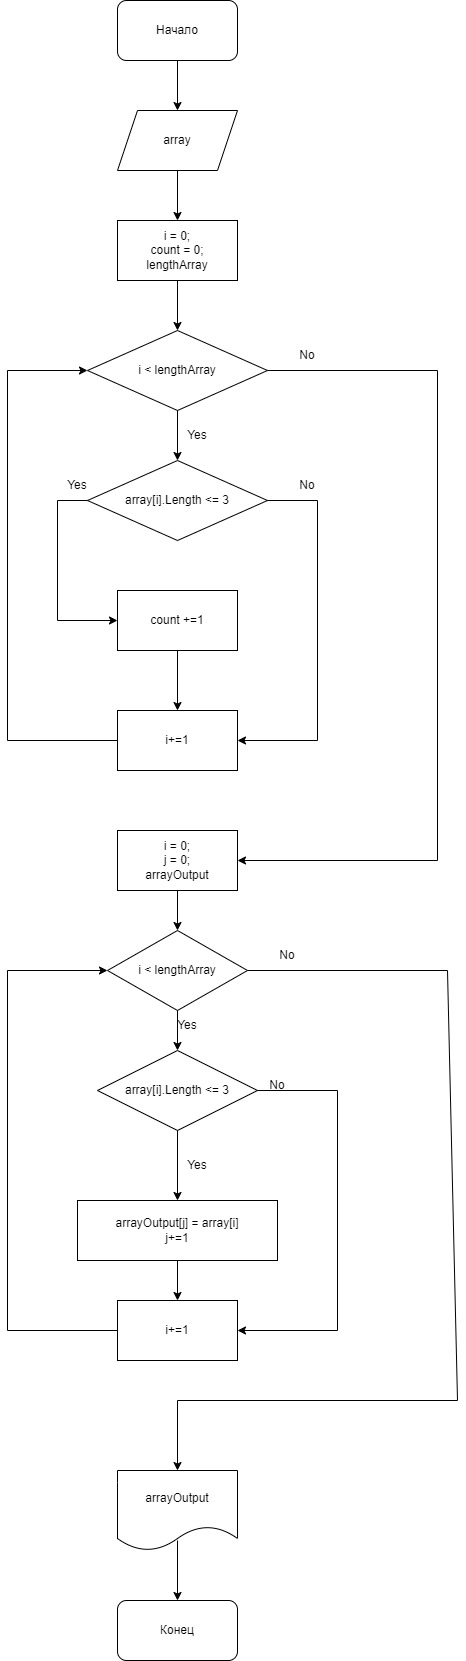 Начало
array
i = 0;
count = 0;
lengthArray
No
i < lengthArray
Yes
Yes
No
array[i].Length <= 3
count +=1
i+=1
i = 0;
j = 0;
arrayOutput
No
i < lengthArray
Yes
No
array[i].Length <= 3
Yes
arrayOutput[j] = array[i]
j+=1
i+=1
arrayOutput
Конец